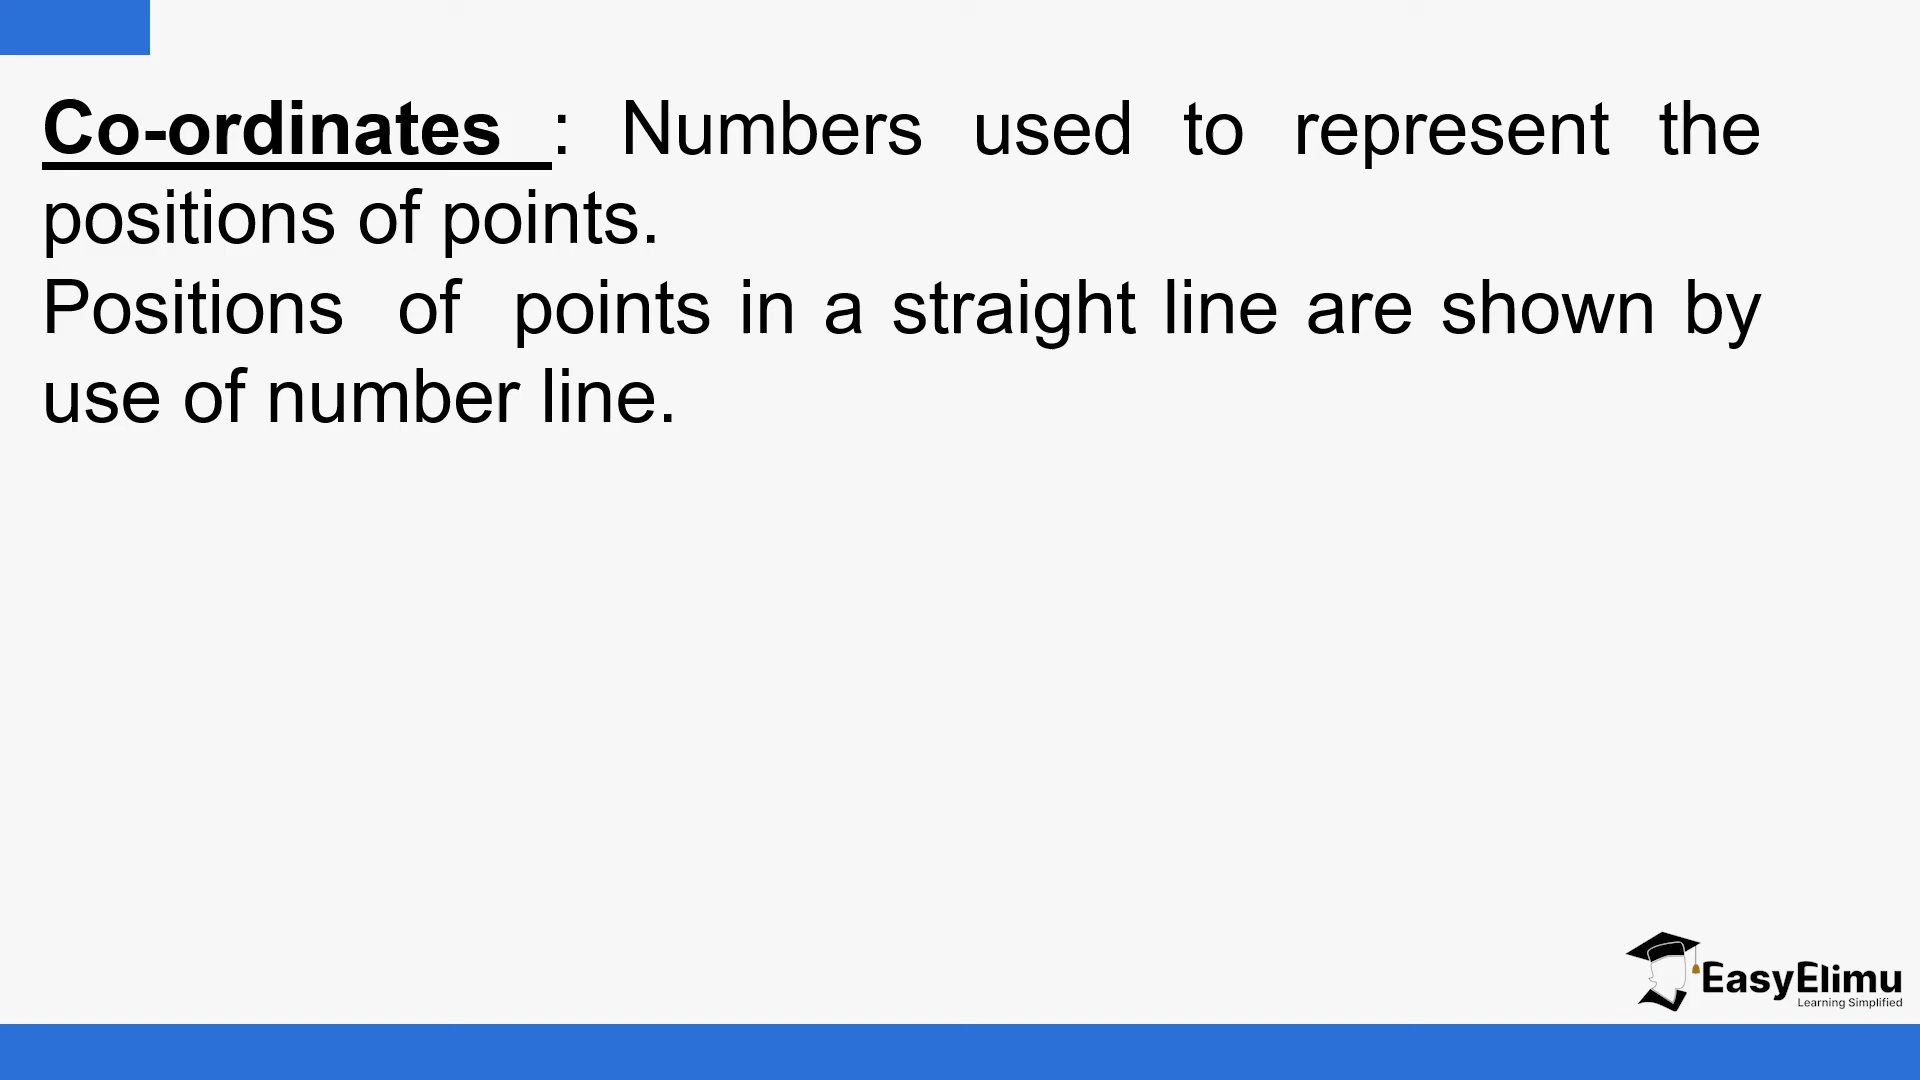 Co-ordinates : Numbers used to represent the
positions of points.
Positions of points in a straight line are shown by
use of number line.
EasyElimu
Learning Simplified